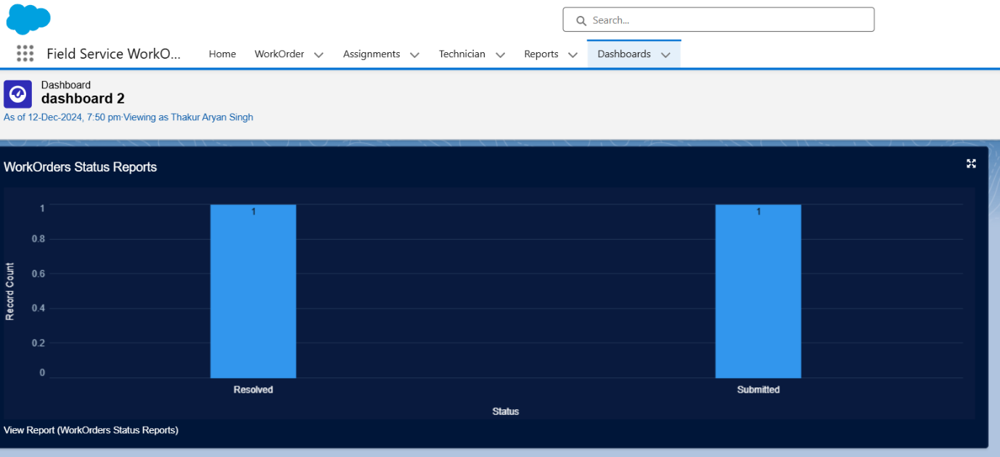 Search...
Field Service WorkO... Home WorkOrder Assignments Technician Reports Dashboards
Dashboard
dashboard 2
As of 12-Dec-2024, 7:50 pm·Viewing as Thakur Aryan Singh
WorkOrders Status Reports
1
0.8
0.6
0.4
0.2
0
Record Count
1 1
Resolved Submitted
Status
View Report (WorkOrders Status Reports)